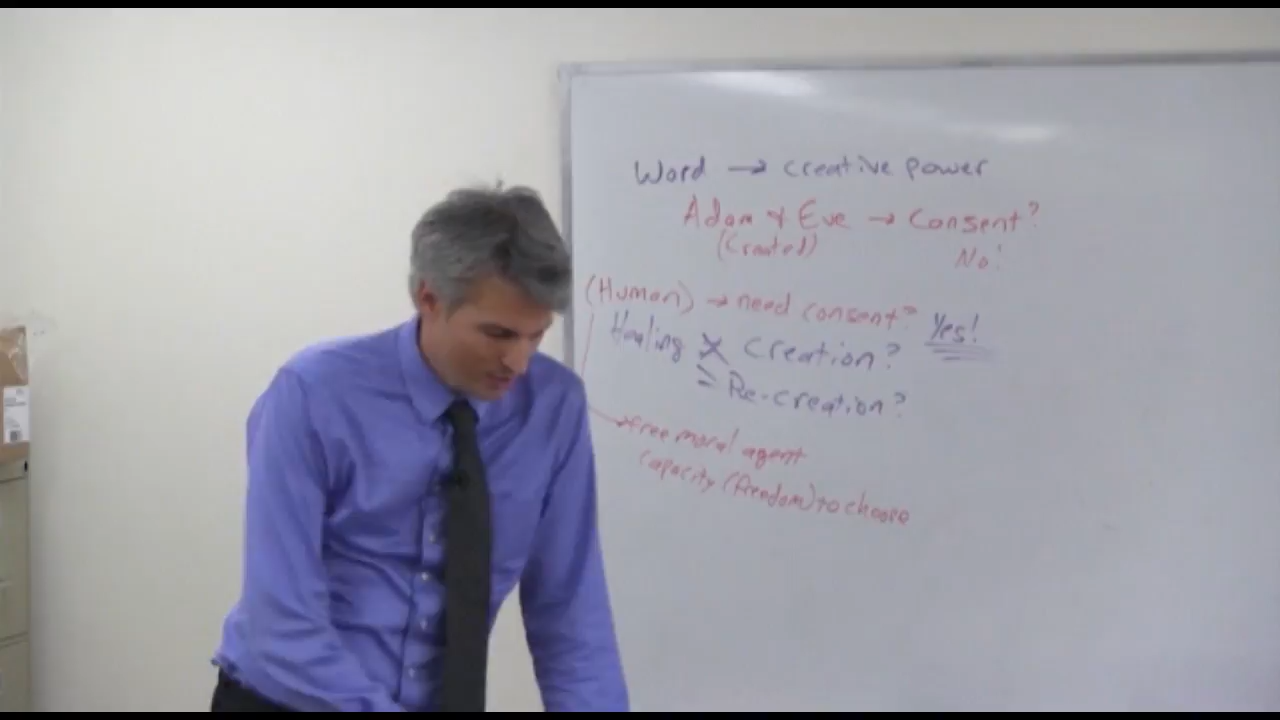 Word → creative power
Adam & Eve → Consent?
(Created) No!
(Human) → need consent? Yes!
Healing X Creation?
= Re-creation?
→ free moral agent
capacity (freedom) to choose